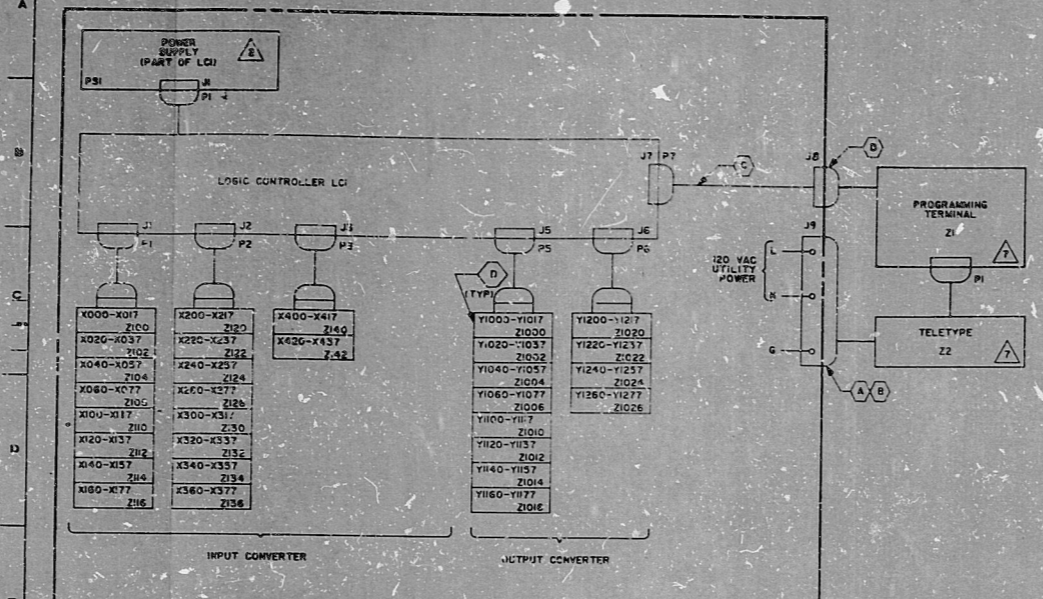 A
POWER
SUPPLY
(PART OF LC1)
2
PS1
J1
P1
B
LOGIC CONTROLLER LC1
J7 P7
C
J8
D
PROGRAMMING
TERMINAL
Z1
7
P1
J1
P1
J2
P2
J3
P3
J5
P5
J6
P6
D
(TYP)
J9
120 VAC
UTILITY
POWER
L
N
G
TELETYPE
Z2
7
A B
C
X000-X017
Z100
X020-X037
Z102
X040-X057
Z104
X060-X077
Z106
X100-X117
Z110
X120-X137
Z112
X140-X157
Z114
X160-X177
Z116
X200-X217
Z120
X220-X237
Z122
X240-X257
Z124
X260-X277
Z126
X300-X317
Z130
X320-X337
Z132
X340-X357
Z134
X360-X377
Z136
X400-X417
Z140
X420-X437
Z142
Y1000-Y1017
Z1000
Y1020-Y1037
Z1002
Y1040-Y1057
Z1004
Y1060-Y1077
Z1006
Y1100-Y1117
Z1010
Y1120-Y1137
Z1012
Y1140-Y1157
Z1014
Y1160-Y1177
Z1016
Y1200-Y1217
Z1020
Y1220-Y1237
Z1022
Y1240-Y1257
Z1024
Y1260-Y1277
Z1026
D
INPUT CONVERTER
OUTPUT CONVERTER